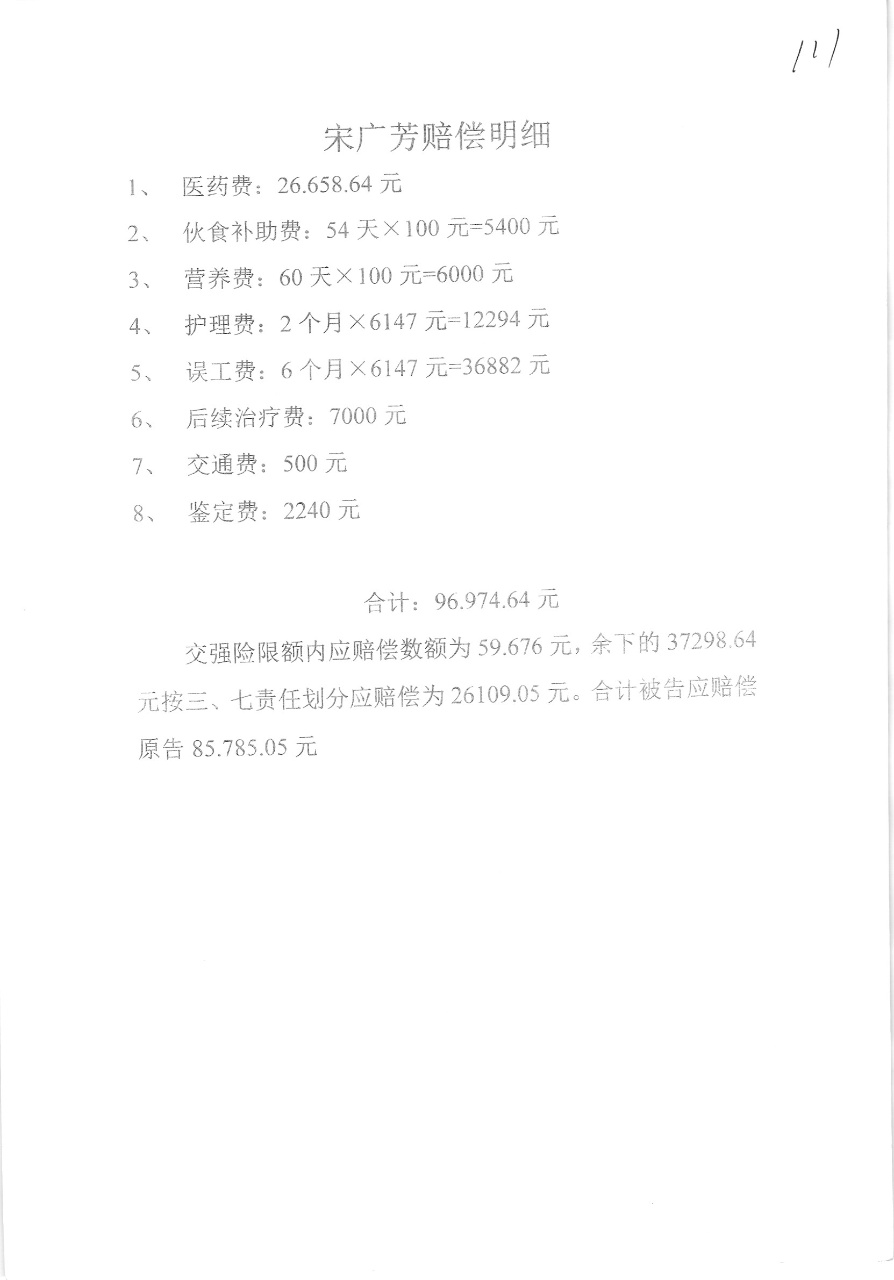 111
宋广芳赔偿明细
1、 医药费：26.658.64 元
2、 伙食补助费：54 天×100 元=5400 元
3、 营养费：60 天×100 元=6000 元
4、 护理费：2 个月×6147 元=12294 元
5、 误工费：6 个月×6147 元=36882 元
6、 后续治疗费：7000 元
7、 交通费：500 元
8、 鉴定费：2240 元
合计：96.974.64 元
交强险限额内应赔偿数额为 59.676 元，余下的 37298.64
元按三、七责任划分应赔偿为 26109.05 元。合计被告应赔偿
原告 85.785.05 元